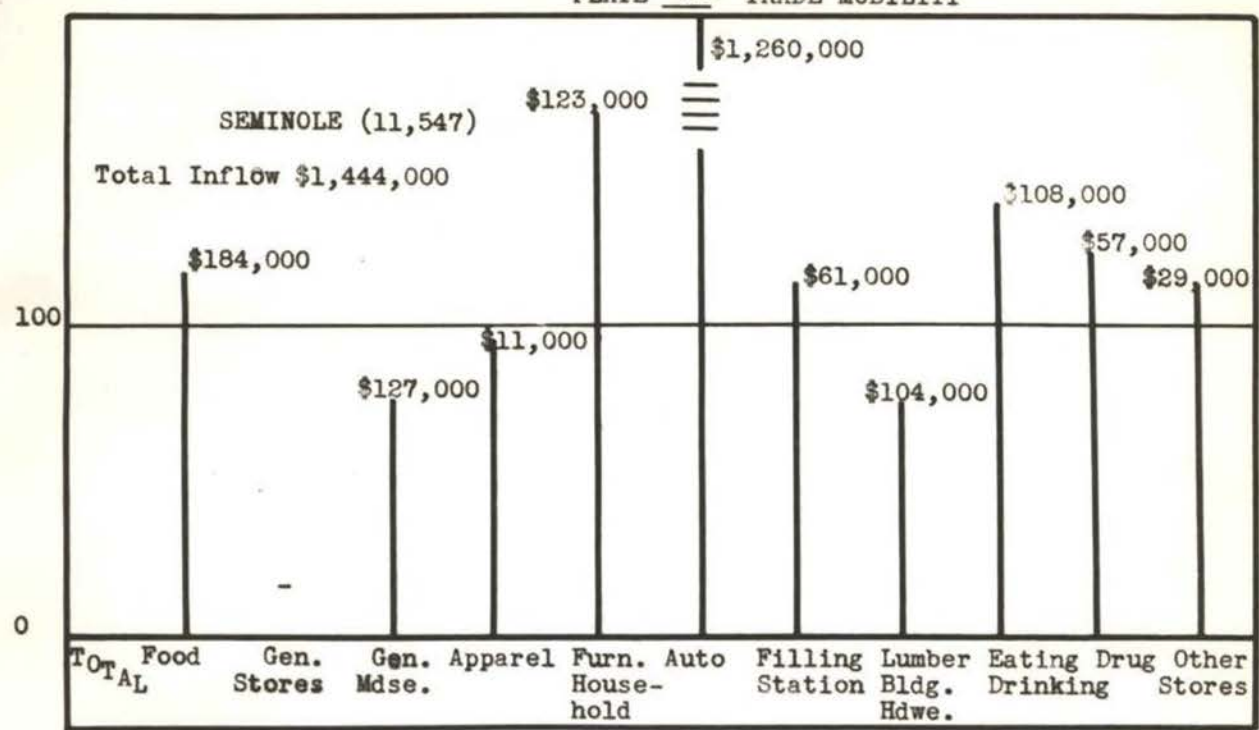 $1,260,000
$123,000
SEMINOLE (11,547)
Total Inflow $1,444,000
$108,000
$184,000
$57,000
$61,000
$29,000
100
$11,000
$127,000
$104,000
-
0
TOTAL Food Gen. Gen. Apparel Furn. Auto Filling Lumber Eating Drug Other
Stores Mdse. House- Station Bldg. Drinking Stores
hold Hdwe.